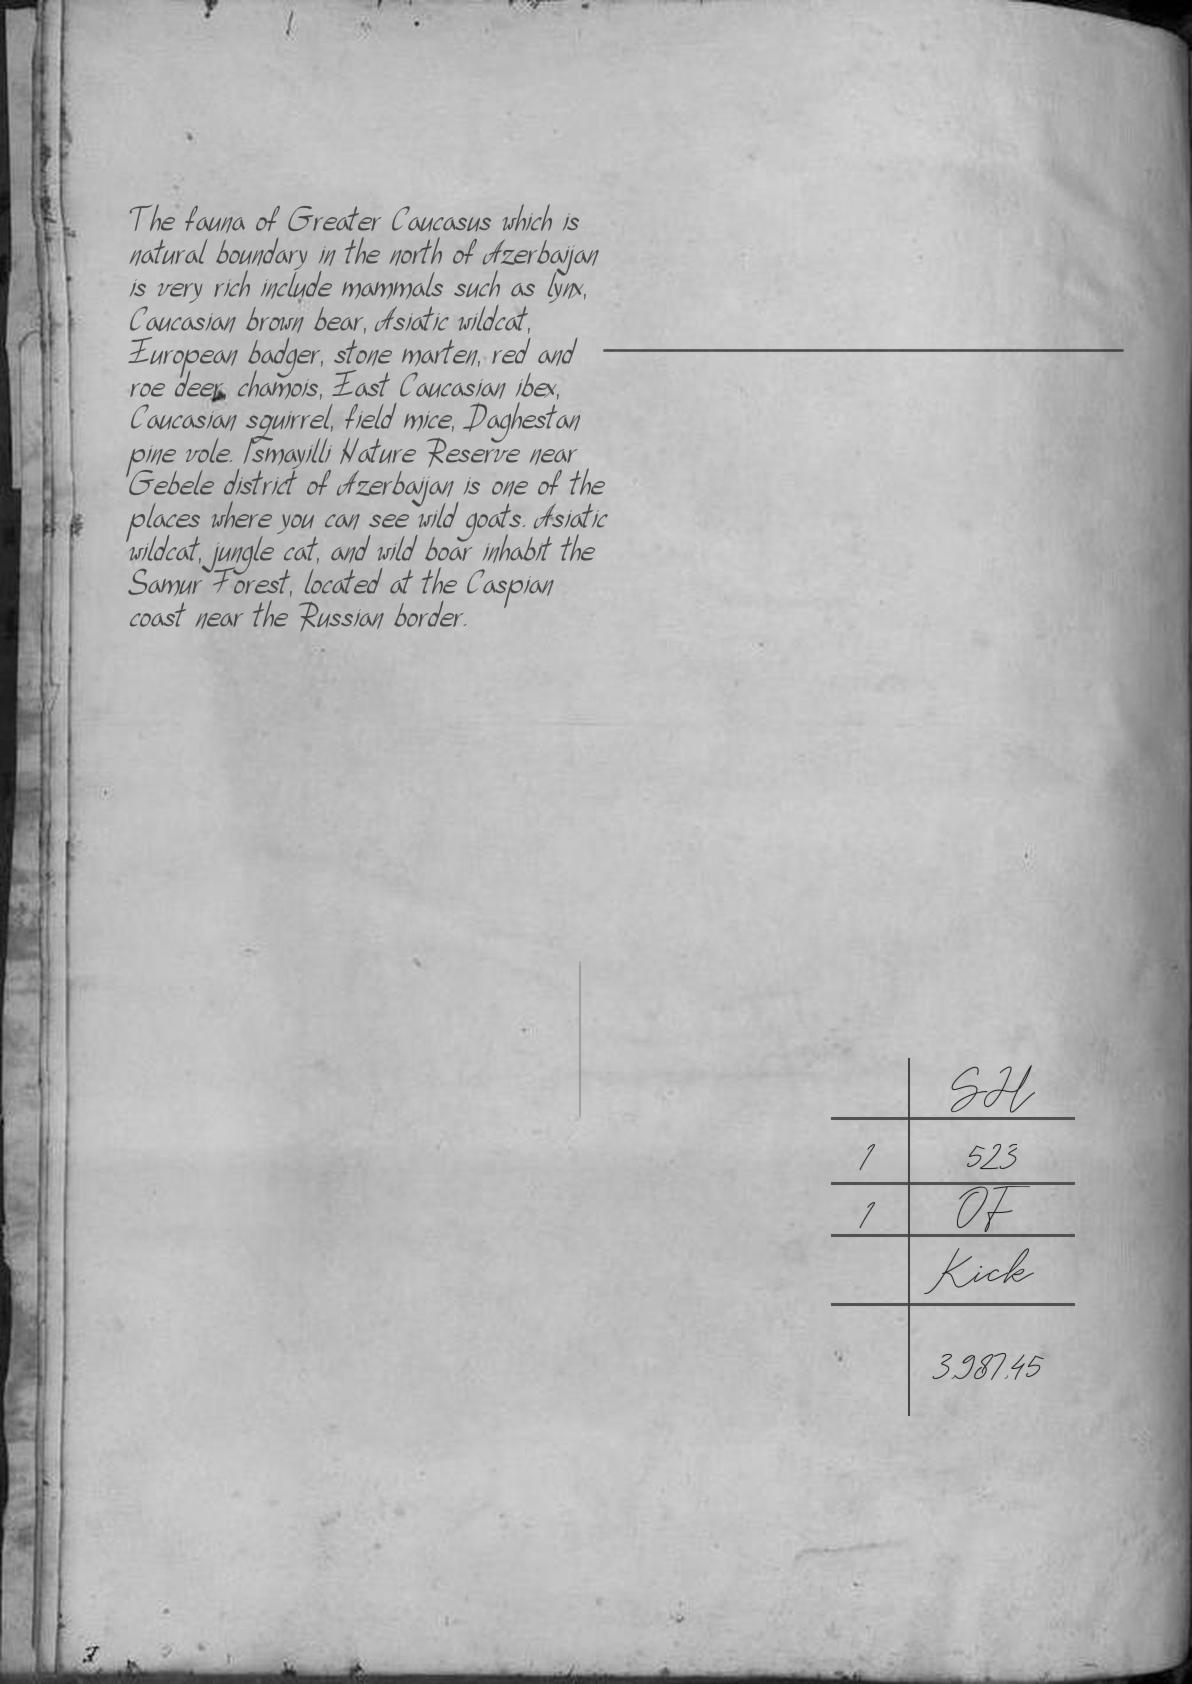 The fauna of Greater Caucasus which is
natural boundary in the north of Azerbaijan
is very rich include mammals such as lynx,
Caucasian brown bear, Asiatic wildcat,
European badger, stone marten, red and
roe deer, chamois, East Caucasian ibex,
Caucasian squirrel, field mice, Daghestan
pine vole. Ismayilli Nature Reserve near
Gebele district of Azerbaijan is one of the
places where you can see wild goats. Asiatic
wildcat, jungle cat, and wild boar inhabit the
Samur Forest, located at the Caspian
coast near the Russian border.
SH
1 523
1 OF
Kick
3.987.45